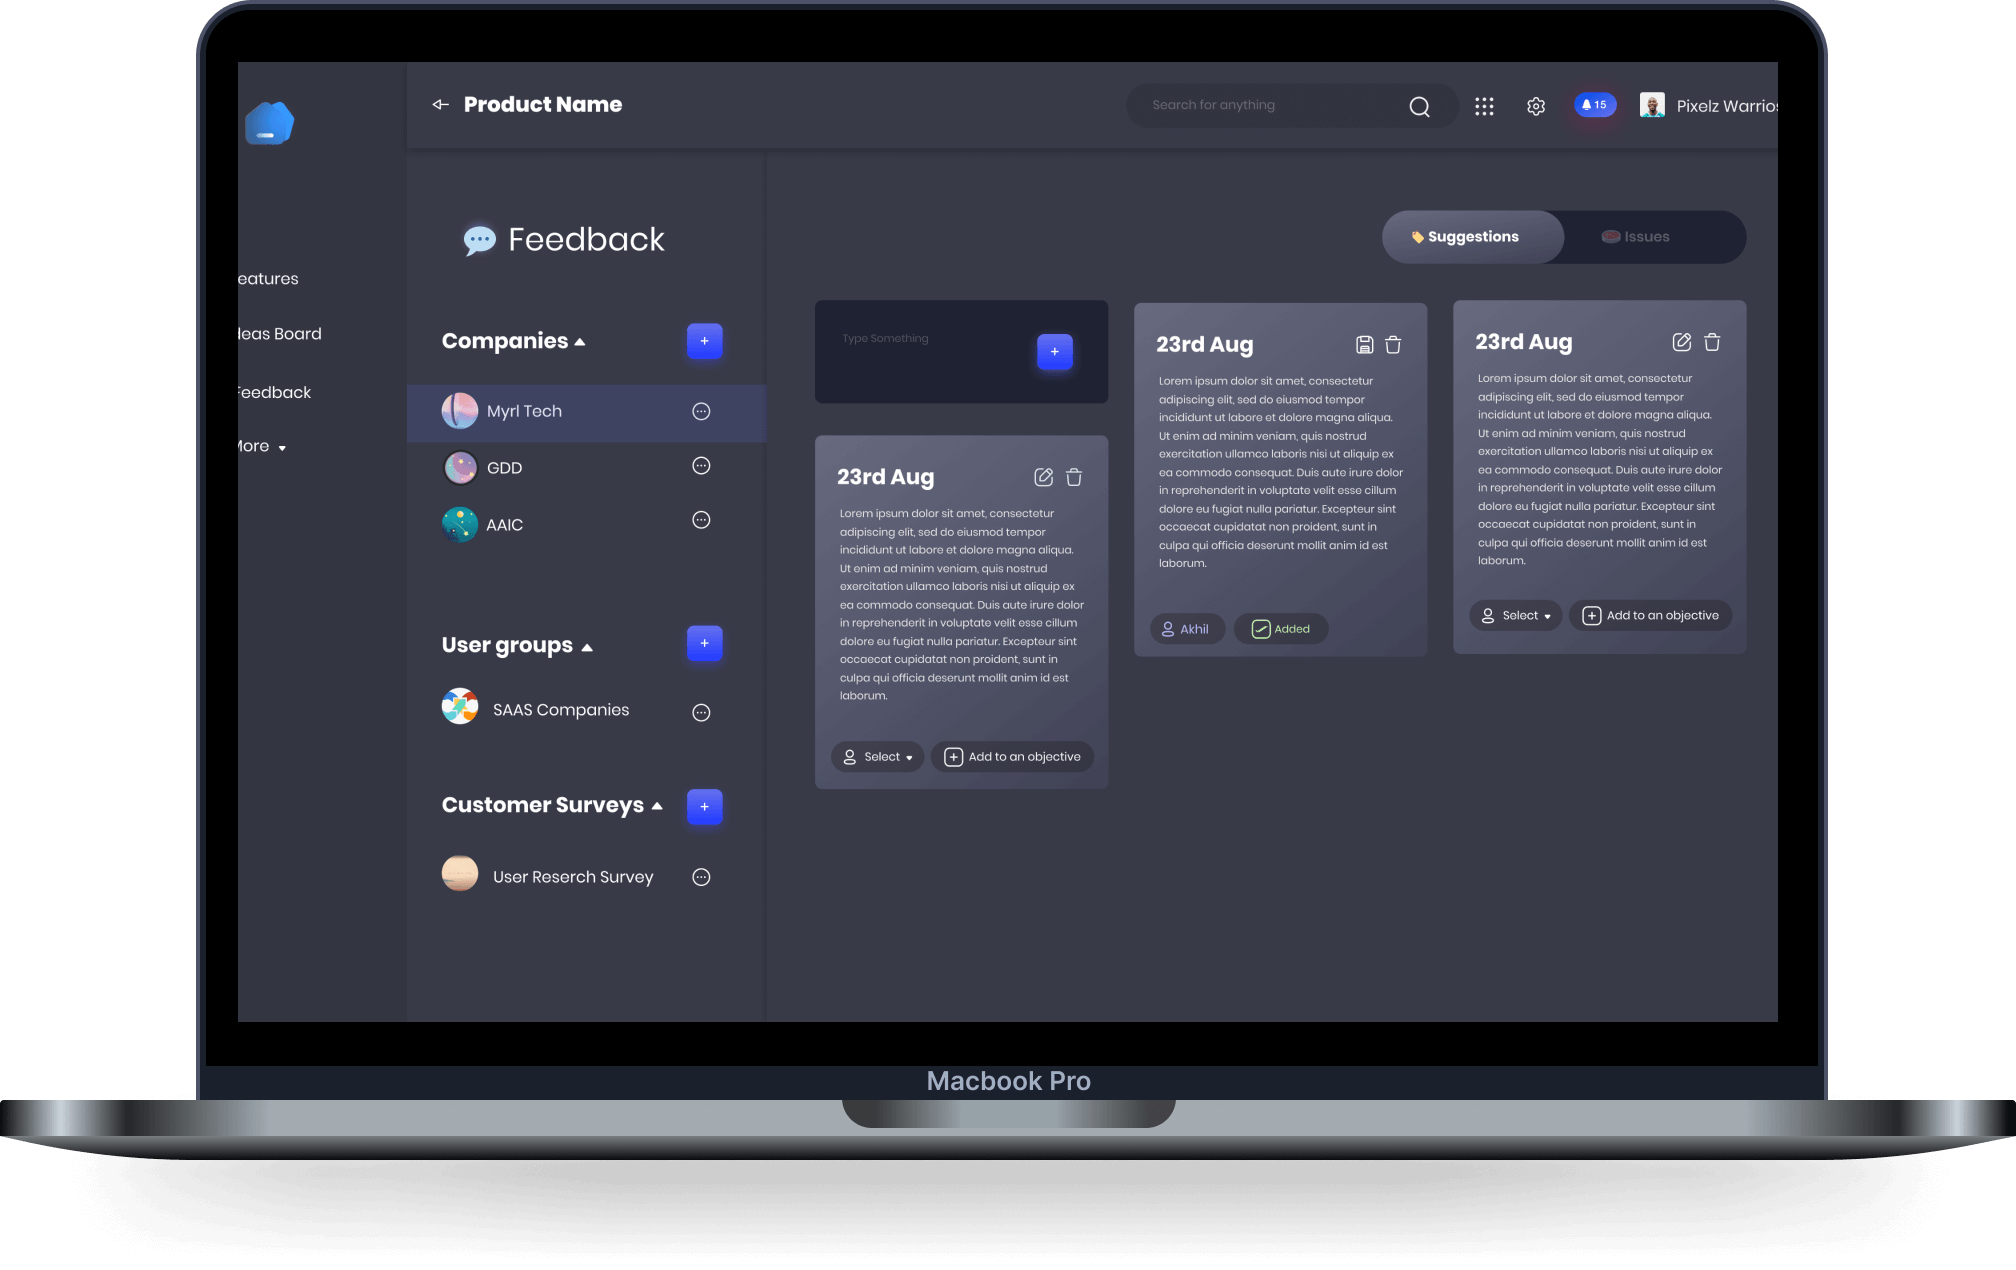 Product Name
Search for anything
15
Pixelz Warrios
eatures
deas Board
Feedback
More
Feedback
Companies
Myrl Tech
GDD
AAIC
User groups
SAAS Companies
Customer Surveys
User Reserch Survey
Suggestions
Issues
Type Something
23rd Aug
Lorem ipsum dolor sit amet, consectetur
adipiscing elit, sed do eiusmod tempor
incididunt ut labore et dolore magna aliqua.
Ut enim ad minim veniam, quis nostrud
exercitation ullamco laboris nisi ut aliquip ex
ea commodo consequat. Duis aute irure dolor
in reprehenderit in voluptate velit esse cillum
dolore eu fugiat nulla pariatur. Excepteur sint
occaecat cupidatat non proident, sunt in
culpa qui officia deserunt mollit anim id est
laborum.
Select
Add to an objective
23rd Aug
Lorem ipsum dolor sit amet, consectetur
adipiscing elit, sed do eiusmod tempor
incididunt ut labore et dolore magna aliqua.
Ut enim ad minim veniam, quis nostrud
exercitation ullamco laboris nisi ut aliquip ex
ea commodo consequat. Duis aute irure dolor
in reprehenderit in voluptate velit esse cillum
dolore eu fugiat nulla pariatur. Excepteur sint
occaecat cupidatat non proident, sunt in
culpa qui officia deserunt mollit anim id est
laborum.
Akhil
Added
23rd Aug
Lorem ipsum dolor sit amet, consectetur
adipiscing elit, sed do eiusmod tempor
incididunt ut labore et dolore magna aliqua.
Ut enim ad minim veniam, quis nostrud
exercitation ullamco laboris nisi ut aliquip ex
ea commodo consequat. Duis aute irure dolor
in reprehenderit in voluptate velit esse cillum
dolore eu fugiat nulla pariatur. Excepteur sint
occaecat cupidatat non proident, sunt in
culpa qui officia deserunt mollit anim id est
laborum.
Select
Add to an objective
Macbook Pro